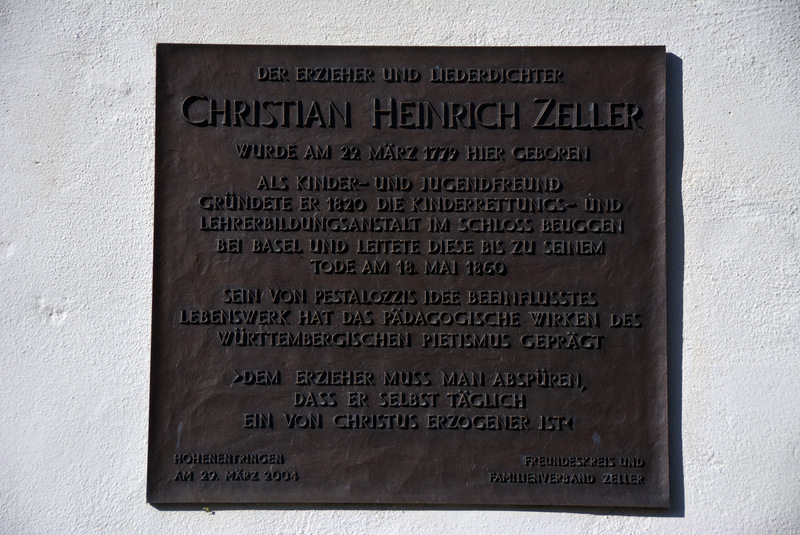 DER ERZIEHER UND LIEDERDICHTER
CHRISTIAN HEINRICH ZELLER
WURDE AM 29. MÄRZ 1779 HIER GEBOREN
ALS KINDER- UND JUGENDFREUND
GRÜNDETE ER 1820 DIE KINDERRETTUNGS- UND
LEHRERBILDUNGSANSTALT IM SCHLOSS BEUGGEN
BEI BASEL UND LEITETE DIESE BIS ZU SEINEM
TODE AM 18. MAI 1860
SEIN VON PESTALOZZIS IDEE BEEINFLUSSTES
LEBENSWERK HAT DAS PÄDAGOGISCHE WIRKEN DES
WÜRTTEMBERGISCHEN PIETISMUS GEPRÄGT
>DEM ERZIEHER MUSS MAN ABSPÜREN,
DASS ER SELBST TÄGLICH
EIN VON CHRISTUS ERZOGENER IST<
HOHENENTRINGEN
AM 29. MÄRZ 2004
FREUNDESKREIS UND
FAMILIENVERBAND ZELLER